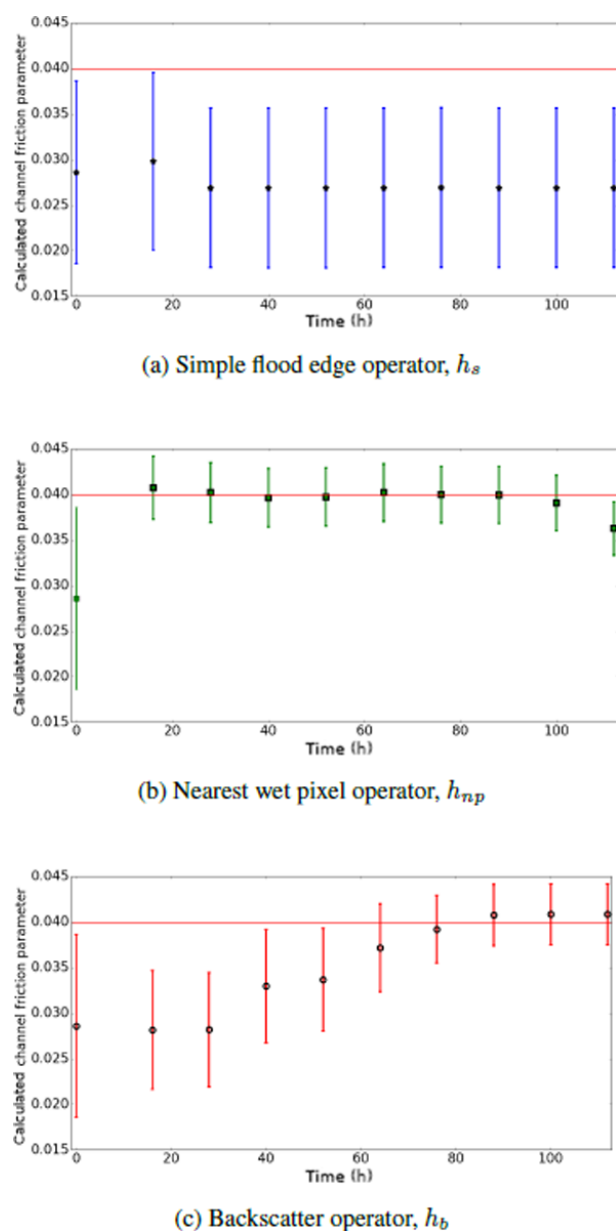 0.045
0.040
0.035
0.030
0.025
0.020
0.015
Calculated channel friction parameter
0 20 40 60 80 100
Time (h)
(a) Simple flood edge operator, hs
0.045
0.040
0.035
0.030
0.025
0.020
0.015
Calculated channel friction parameter
0 20 40 60 80 100
Time (h)
(b) Nearest wet pixel operator, hnp
0.045
0.040
0.035
0.030
0.025
0.020
0.015
Calculated channel friction parameter
0 20 40 60 80 100
Time (h)
(c) Backscatter operator, hb